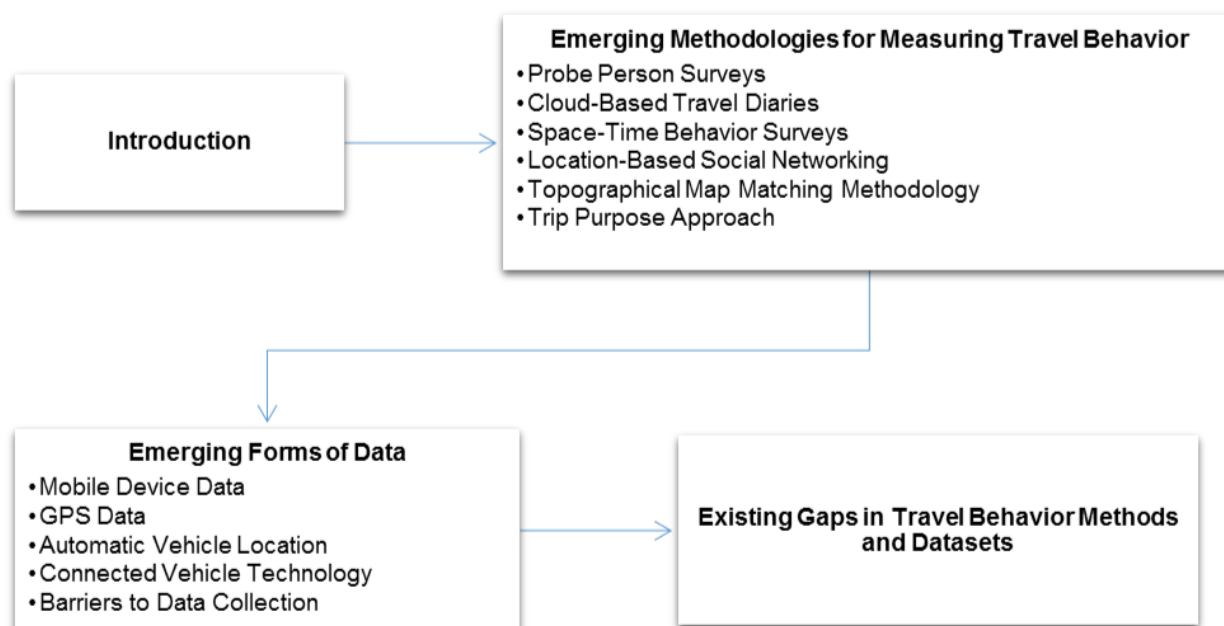 Introduction
Emerging Methodologies for Measuring Travel Behavior
•Probe Person Surveys
•Cloud-Based Travel Diaries
•Space-Time Behavior Surveys
•Location-Based Social Networking
•Topographical Map Matching Methodology
•Trip Purpose Approach
Emerging Forms of Data
•Mobile Device Data
•GPS Data
•Automatic Vehicle Location
•Connected Vehicle Technology
•Barriers to Data Collection
Existing Gaps in Travel Behavior Methods
and Datasets